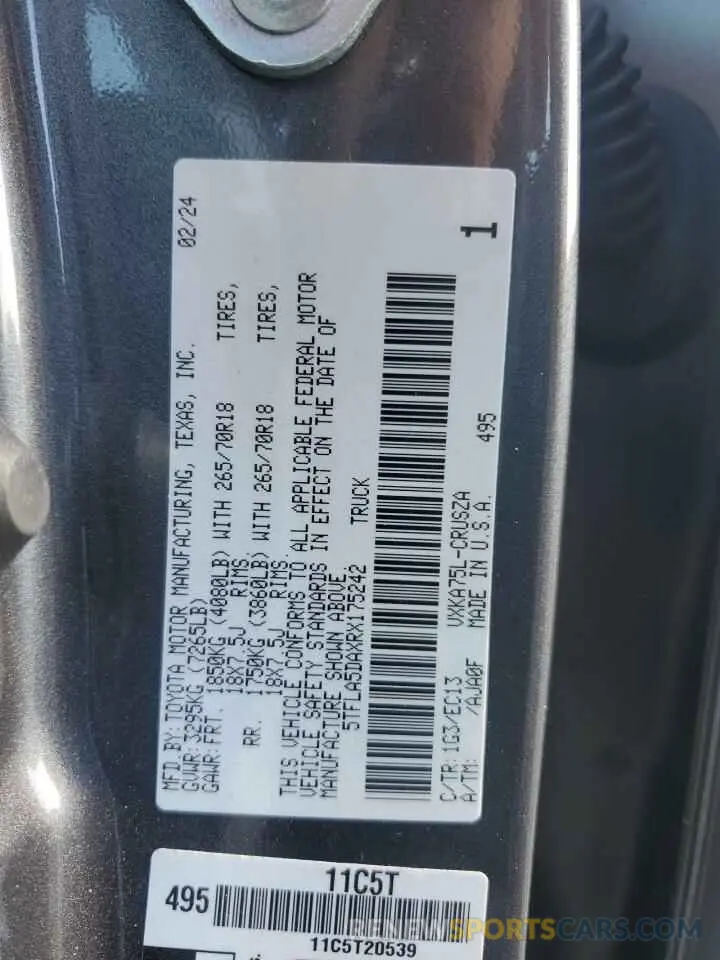 MFD.BY:TOYOTA MOTOR MANUFACTURING, TEXAS, INC. 02/24
GVWR:3295KG (7265LB)
GAWR:FRT. 1850KG (4080LB) WITH 265/70R18 TIRES,
18X7.5J RIMS
RR. 1750KG (3860LB) WITH 265/70R18 TIRES,
18X7.5J RIMS
THIS VEHICLE CONFORMS TO ALL APPLICABLE FEDERAL MOTOR
VEHICLE SAFETY STANDARDS IN EFFECT ON THE DATE OF
MANUFACTURE SHOWN ABOVE.
5TFLA5DAXRX175242 TRUCK
1
C/TR:1G3/EC13 VXKA75L-CRUSZA
A/TM: /AJA0F MADE IN U.S.A. 495
11C5T
495
11C5T20539
RENEWSPORTSCARS.COM